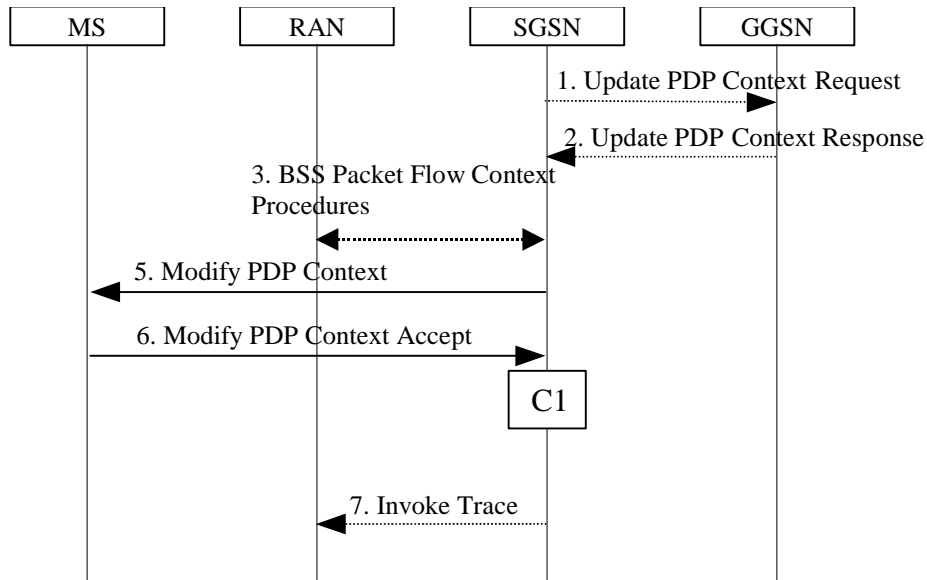 MS
RAN
SGSN
GGSN
1. Update PDP Context Request
2. Update PDP Context Response
3. BSS Packet Flow Context
Procedures
5. Modify PDP Context
6. Modify PDP Context Accept
C1
7. Invoke Trace